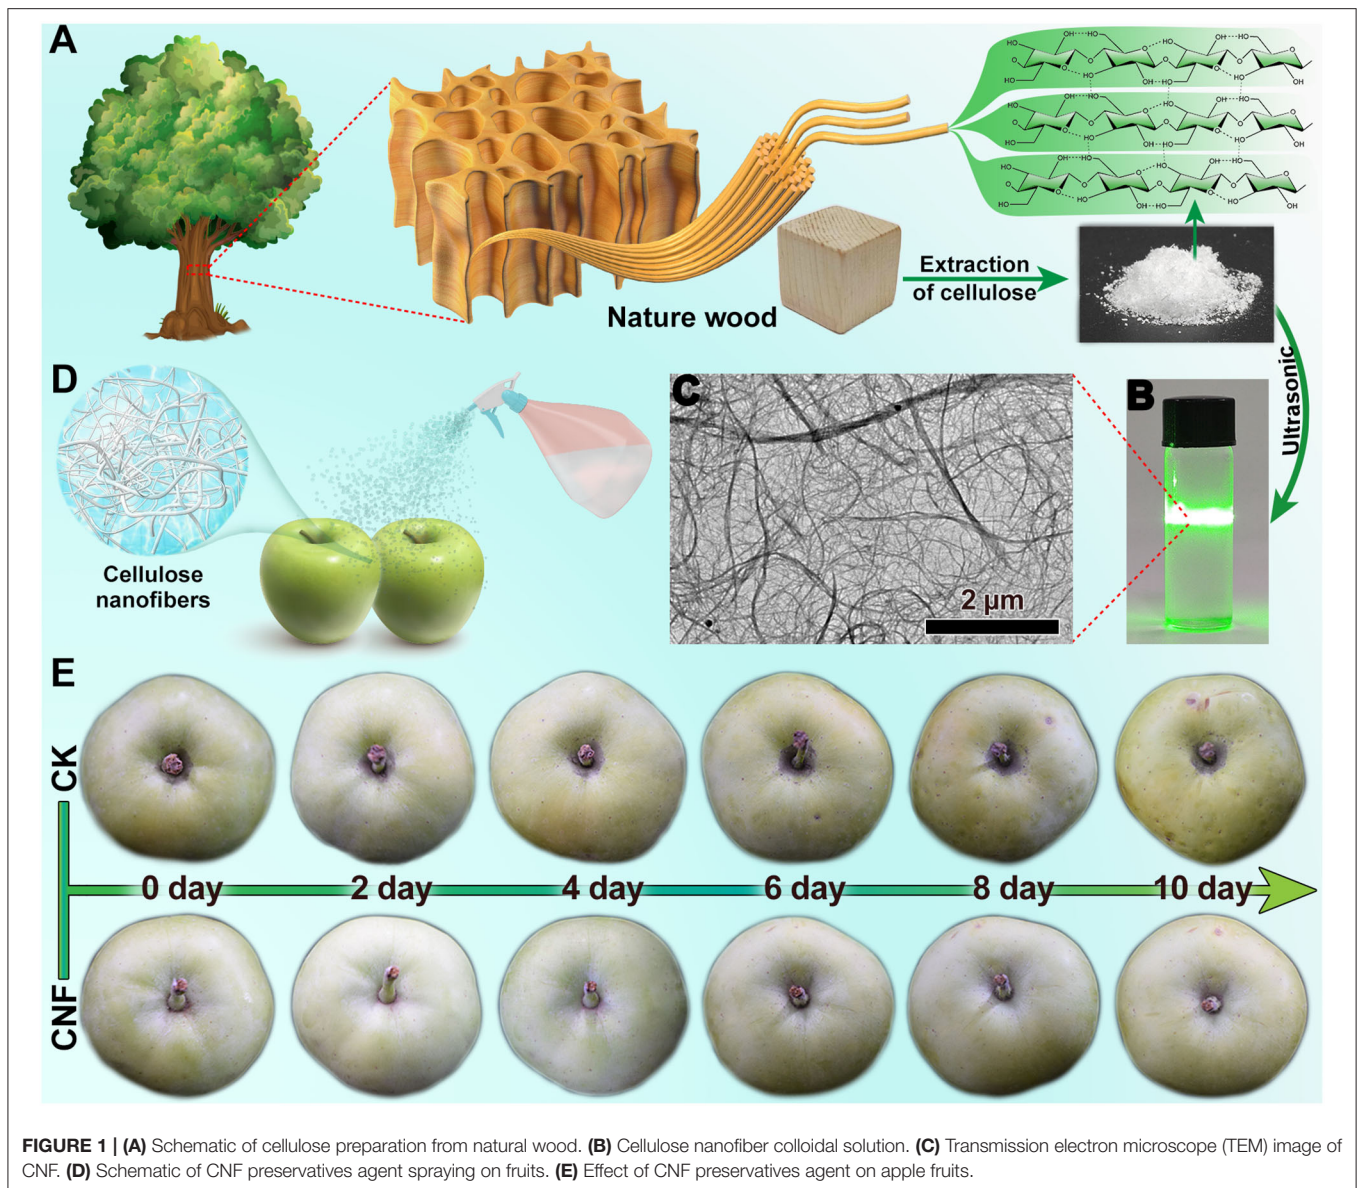 A
Nature wood
Extraction
of cellulose
Ultrasonic
B
C
2 µm
D
Cellulose
nanofibers
E
CK
0 day 2 day 4 day 6 day 8 day 10 day
CNF
FIGURE 1 | (A) Schematic of cellulose preparation from natural wood. (B) Cellulose nanofiber colloidal solution. (C) Transmission electron microscope (TEM) image of
CNF. (D) Schematic of CNF preservatives agent spraying on fruits. (E) Effect of CNF preservatives agent on apple fruits.